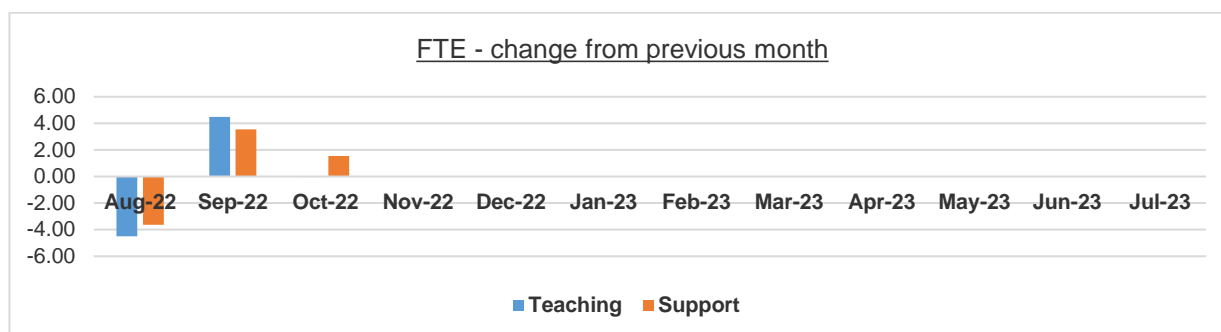 FTE - change from previous month
6.00
4.00
2.00
0.00
Aug-22 Sep-22 Oct-22 Nov-22 Dec-22 Jan-23 Feb-23 Mar-23 Apr-23 May-23 Jun-23 Jul-23
-2.00
-4.00
-6.00
Teaching Support